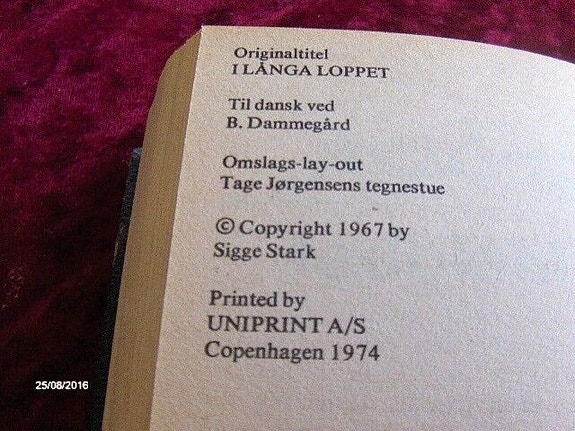 Originaltitel
I LÅNGA LOPPET
Til dansk ved
B. Dammegård
Omslags-lay-out
Tage Jørgensens tegnestue
© Copyright 1967 by
Sigge Stark
Printed by
UNIPRINT A/S
Copenhagen 1974
25/08/2016